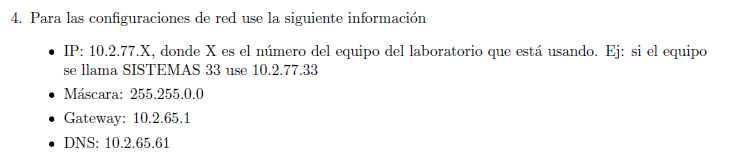 4. Para las configuraciones de red use la siguiente información
• IP: 10.2.77.X, donde X es el número del equipo del laboratorio que está usando. Ej: si el equipo
se llama SISTEMAS 33 use 10.2.77.33
• Máscara: 255.255.0.0
• Gateway: 10.2.65.1
• DNS: 10.2.65.61